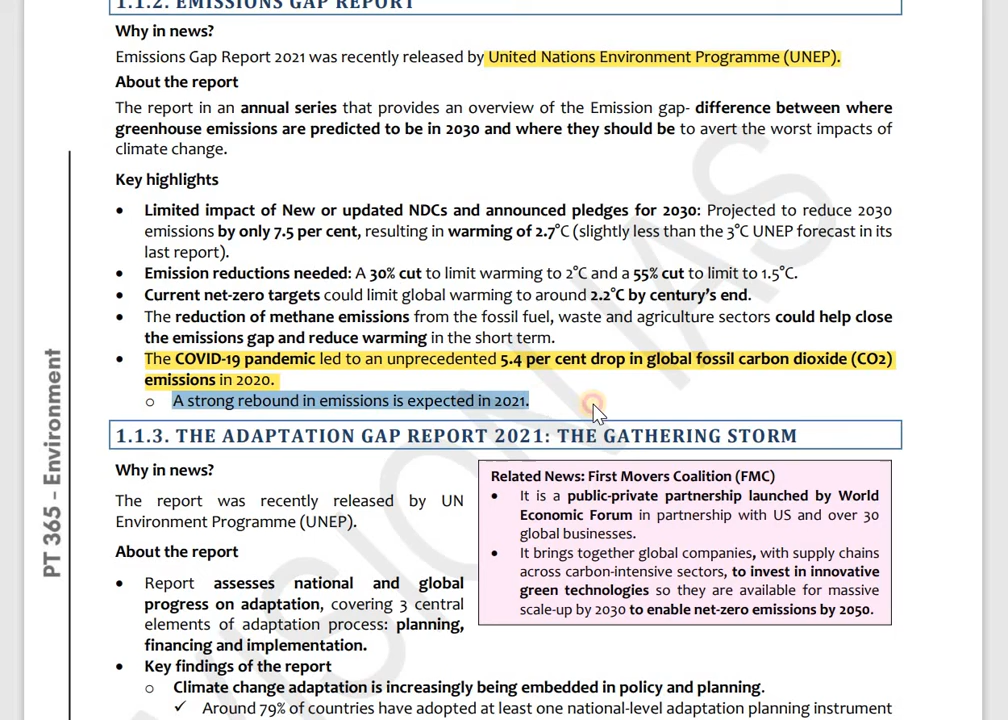 1.1.2. EMISSIONS GAP REPORT
Why in news?
Emissions Gap Report 2021 was recently released by United Nations Environment Programme (UNEP).
About the report
The report in an annual series that provides an overview of the Emission gap- difference between where
greenhouse emissions are predicted to be in 2030 and where they should be to avert the worst impacts of
climate change.
Key highlights
• Limited impact of New or updated NDCs and announced pledges for 2030: Projected to reduce 2030
emissions by only 7.5 per cent, resulting in warming of 2.7°C (slightly less than the 3°C UNEP forecast in its
last report).
• Emission reductions needed: A 30% cut to limit warming to 2°C and a 55% cut to limit to 1.5°C.
• Current net-zero targets could limit global warming to around 2.2°C by century's end.
• The reduction of methane emissions from the fossil fuel, waste and agriculture sectors could help close
the emissions gap and reduce warming in the short term.
• The COVID-19 pandemic led to an unprecedented 5.4 per cent drop in global fossil carbon dioxide (CO2)
emissions in 2020.
o A strong rebound in emissions is expected in 2021.
1.1.3. THE ADAPTATION GAP REPORT 2021: THE GATHERING STORM
Why in news?
The report was recently released by UN
Environment Programme (UNEP).
About the report
• Report assesses national and global
progress on adaptation, covering 3 central
elements of adaptation process: planning,
financing and implementation.
• Key findings of the report
o Climate change adaptation is increasingly being embedded in policy and planning.
✓ Around 79% of countries have adopted at least one national-level adaptation planning instrument
Related News: First Movers Coalition (FMC)
• It is a public-private partnership launched by World
Economic Forum in partnership with US and over 30
global businesses.
• It brings together global companies, with supply chains
across carbon-intensive sectors, to invest in innovative
green technologies so they are available for massive
scale-up by 2030 to enable net-zero emissions by 2050.
PT 365 - Environment
VISION IAS